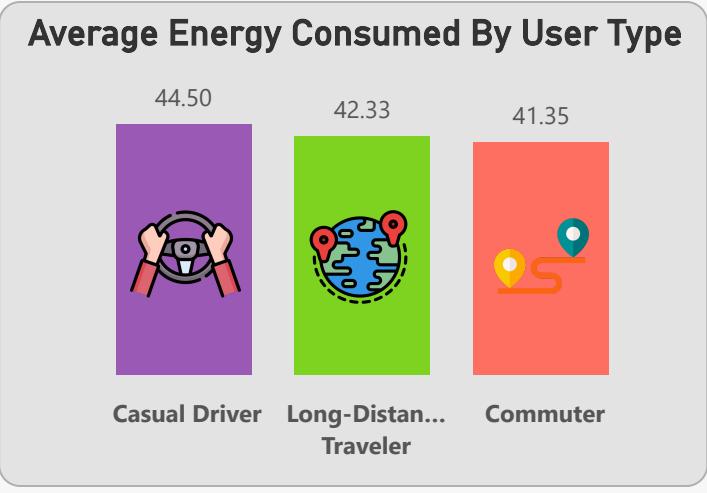 Average Energy Consumed By User Type
44.50
42.33
41.35
Casual Driver
Long-Distan...
Traveler
Commuter